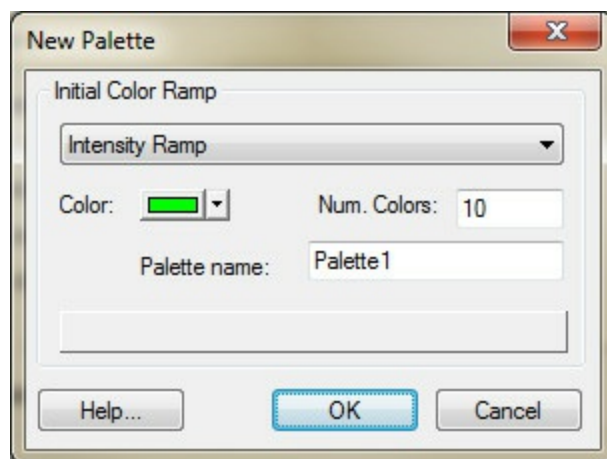 New Palette
Initial Color Ramp
Intensity Ramp
Color: Num. Colors: 10
Palette name: Palette1
Help... OK Cancel